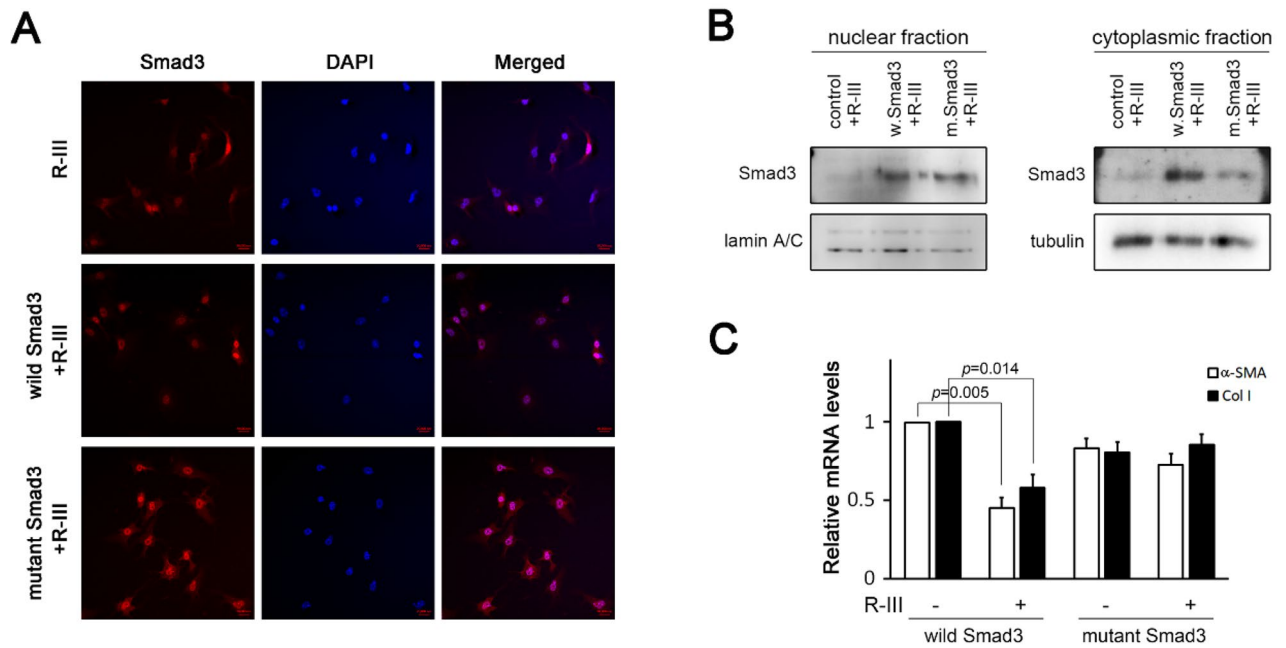 A
Smad3 DAPI Merged
R-III
wild Smad3
+R-III
mutant Smad3
+R-III
B
nuclear fraction
cytoplasmic fraction
control
+R-III
w.Smad3
+R-III
m.Smad3
+R-III
control
+R-III
w.Smad3
+R-III
m.Smad3
+R-III
Smad3
lamin A/C
Smad3
tubulin
C
Relative mRNA levels
1
0.5
0
p=0.014
p=0.005
α-SMA
Col I
R-III - + - +
wild Smad3 mutant Smad3